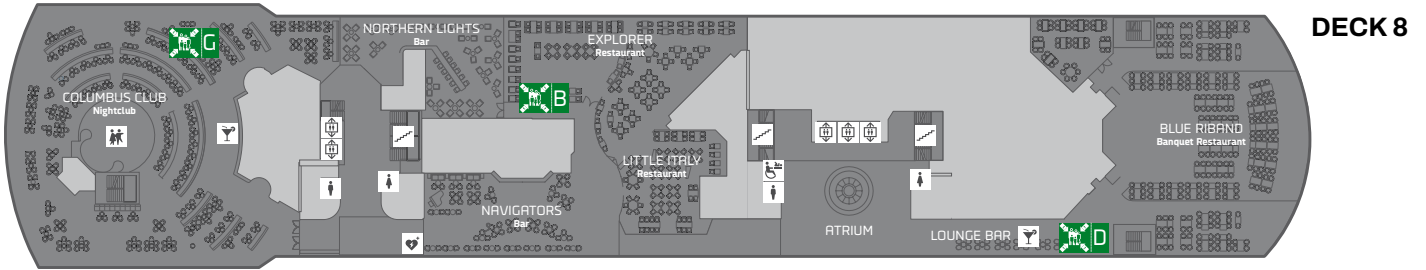 DECK 8
G
NORTHERN LIGHTS
Bar
EXPLORER
Restaurant
B
COLUMBUS CLUB
Nightclub
BLUE RIBAND
Banquet Restaurant
LITTLE ITALY
Restaurant
NAVIGATORS
Bar
ATRIUM
LOUNGE BAR
D